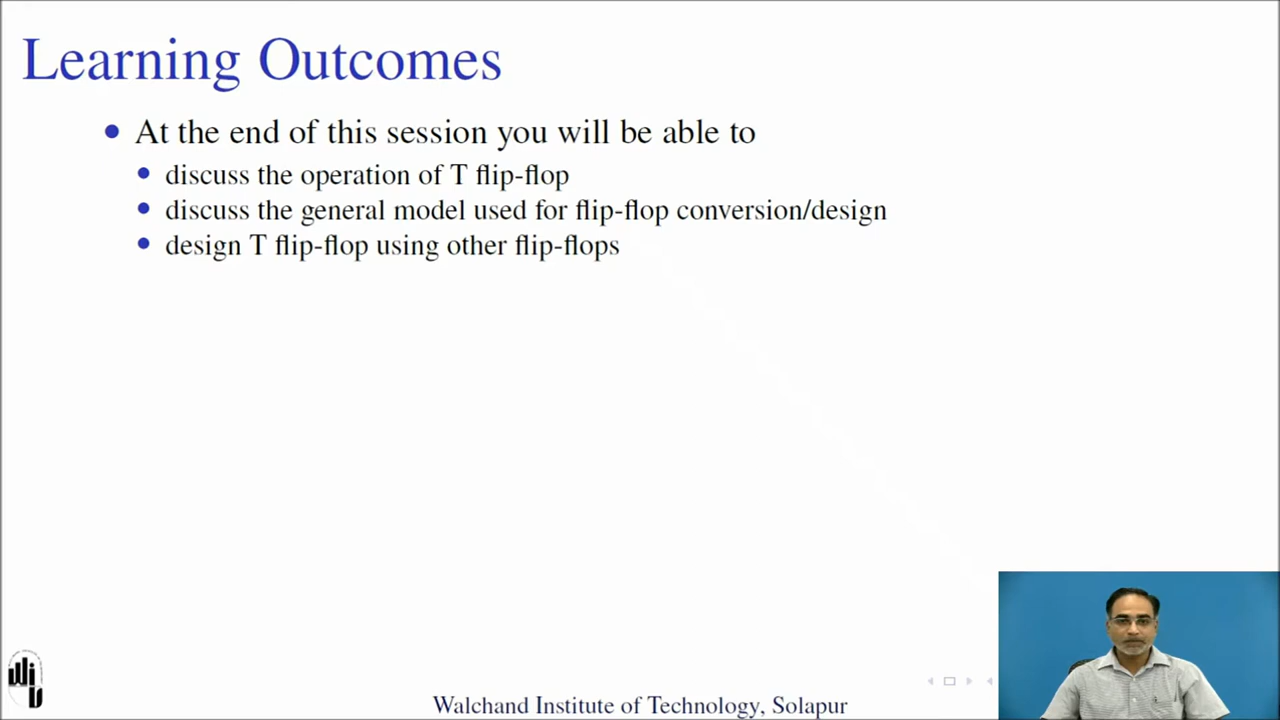 Learning Outcomes
At the end of this session you will be able to
discuss the operation of T flip-flop
discuss the general model used for flip-flop conversion/design
design T flip-flop using other flip-flops
Walchand Institute of Technology, Solapur